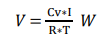 V = Cv*I / R*T W